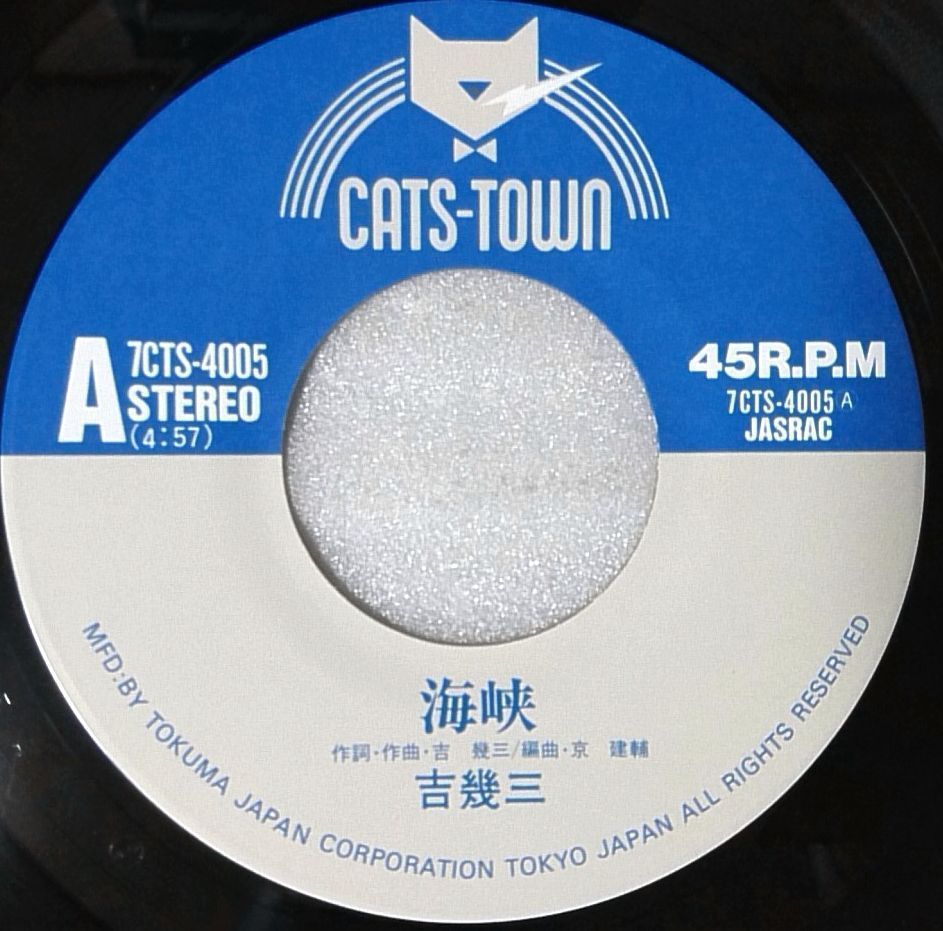 CATS-TOWN
A
7CTS-4005
STEREO
(4:57)
45R.P.M
7CTS-4005 A
JASRAC
海峡
作詞・作曲・吉　幾三/編曲・京　建輔
吉幾三
MFD:BY TOKUMA JAPAN CORPORATION TOKYO JAPAN ALL RIGHTS RESERVED